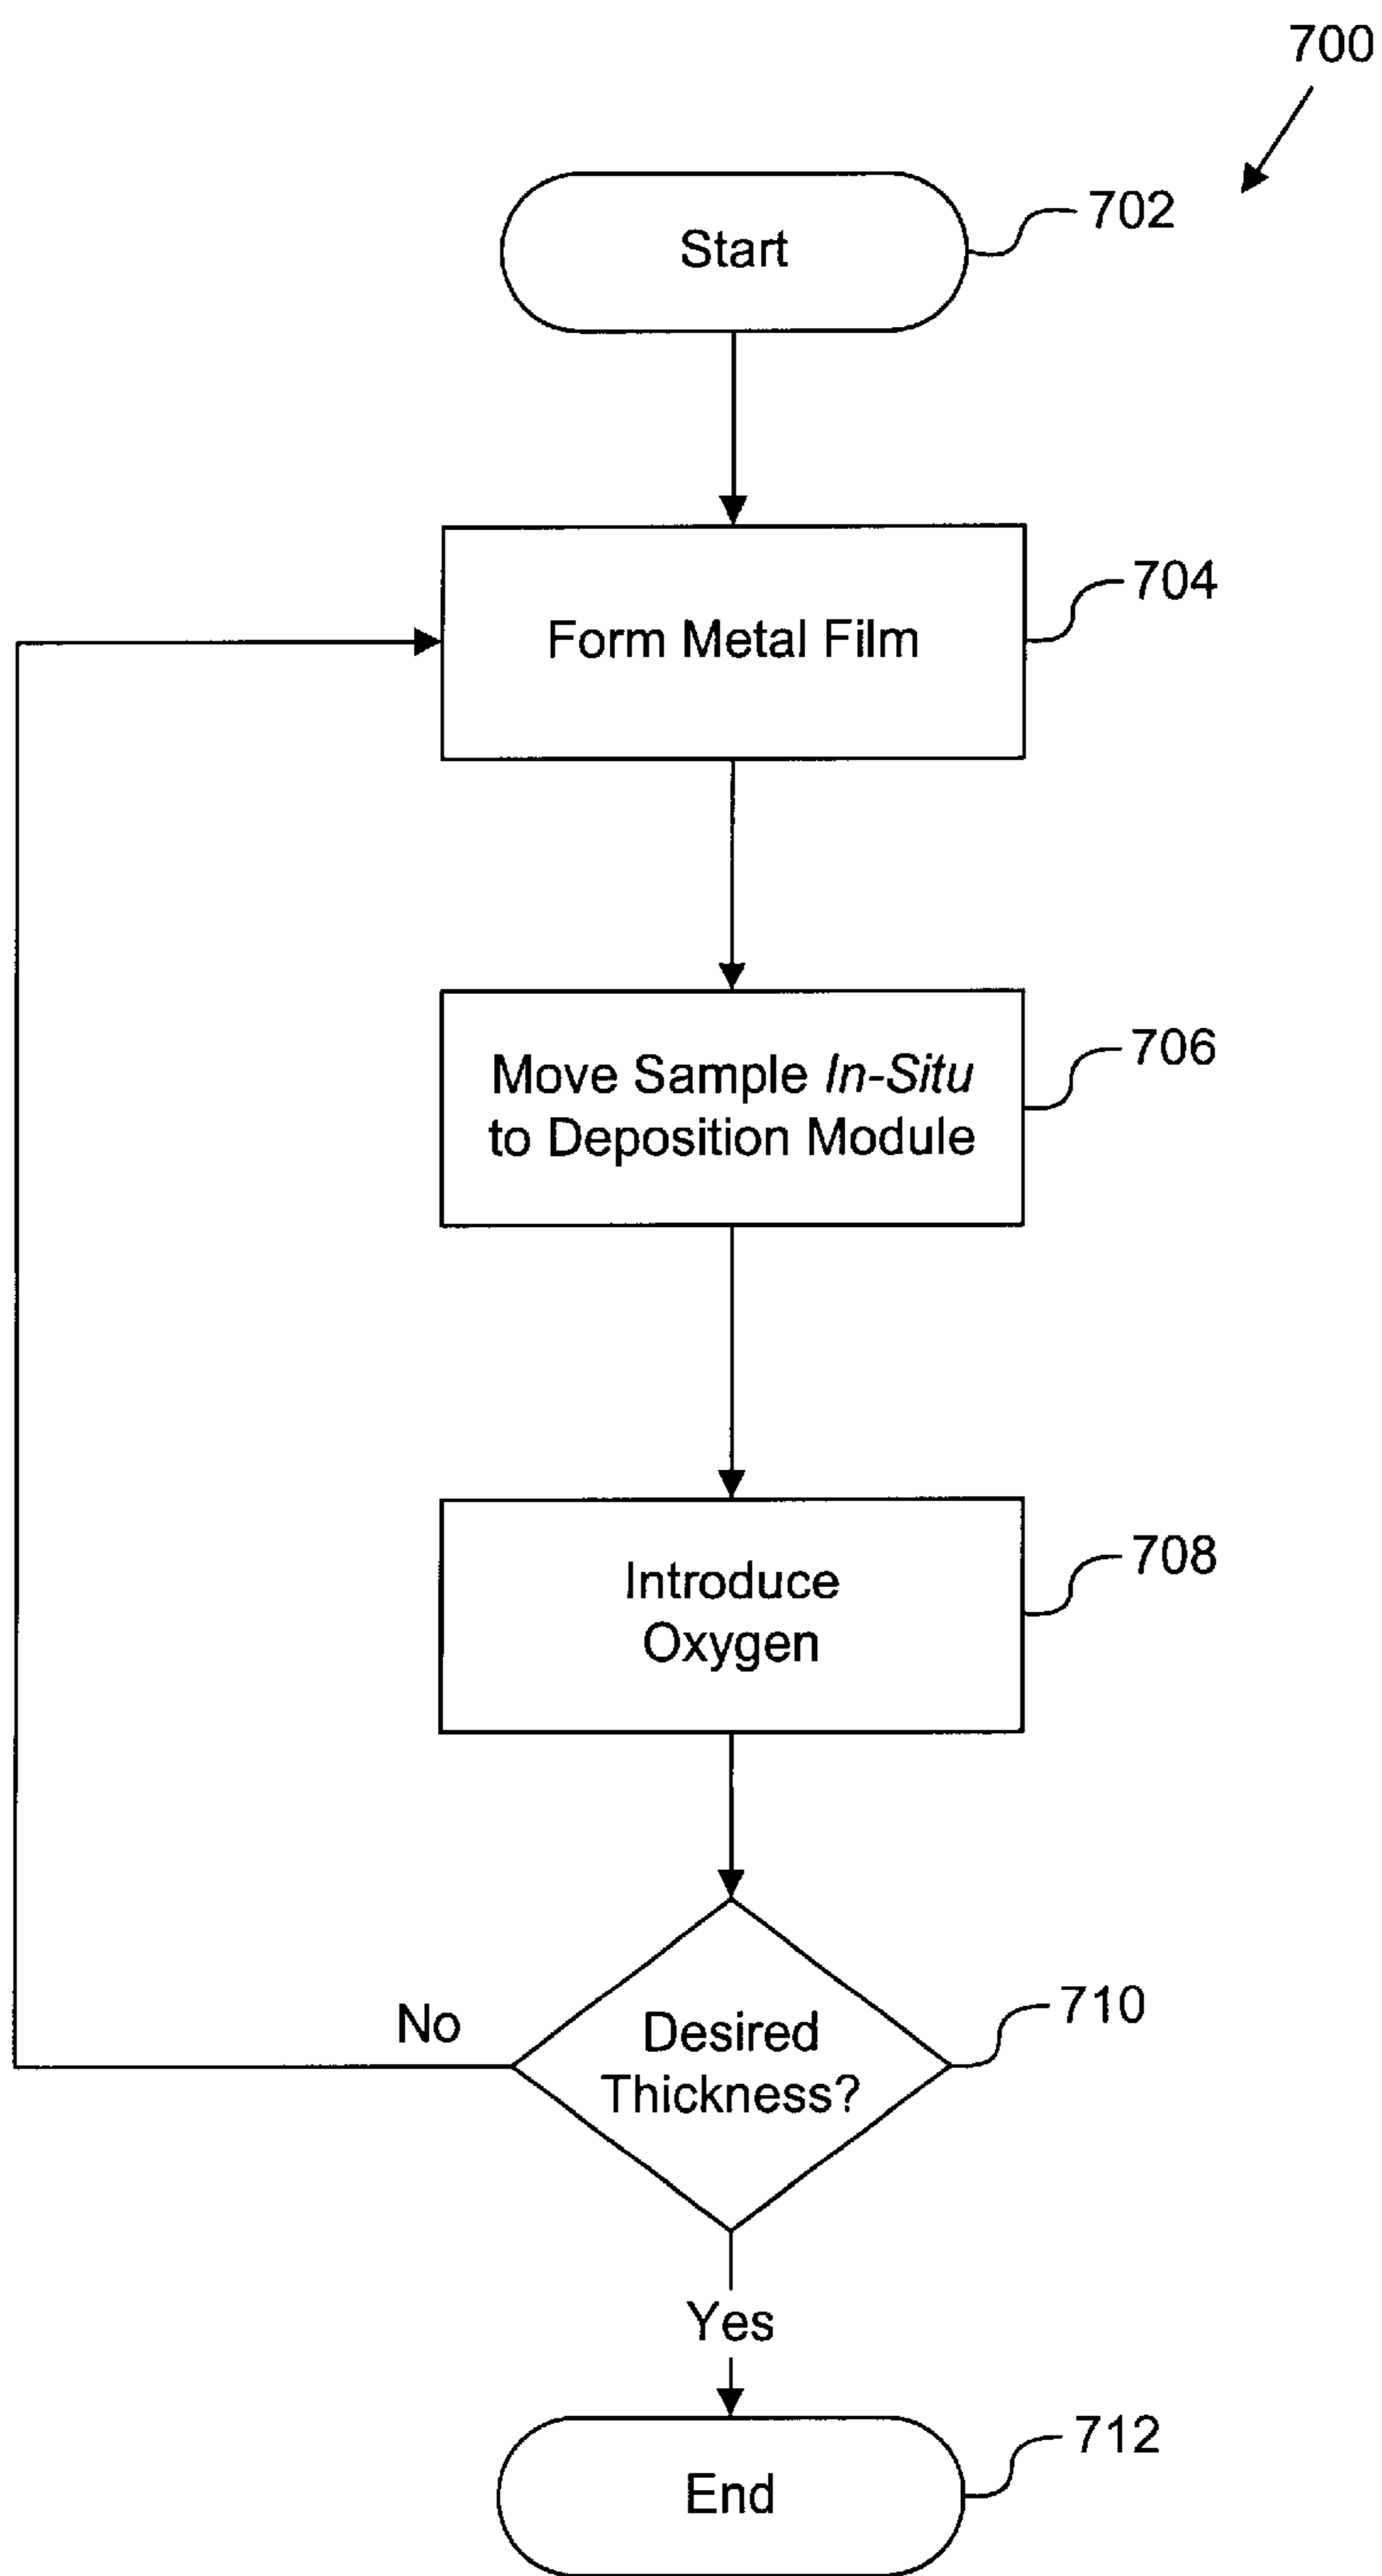 700
702
Start
704
Form Metal Film
706
Move Sample In-Situ
to Deposition Module
708
Introduce
Oxygen
710
No
Desired
Thickness?
Yes
712
End